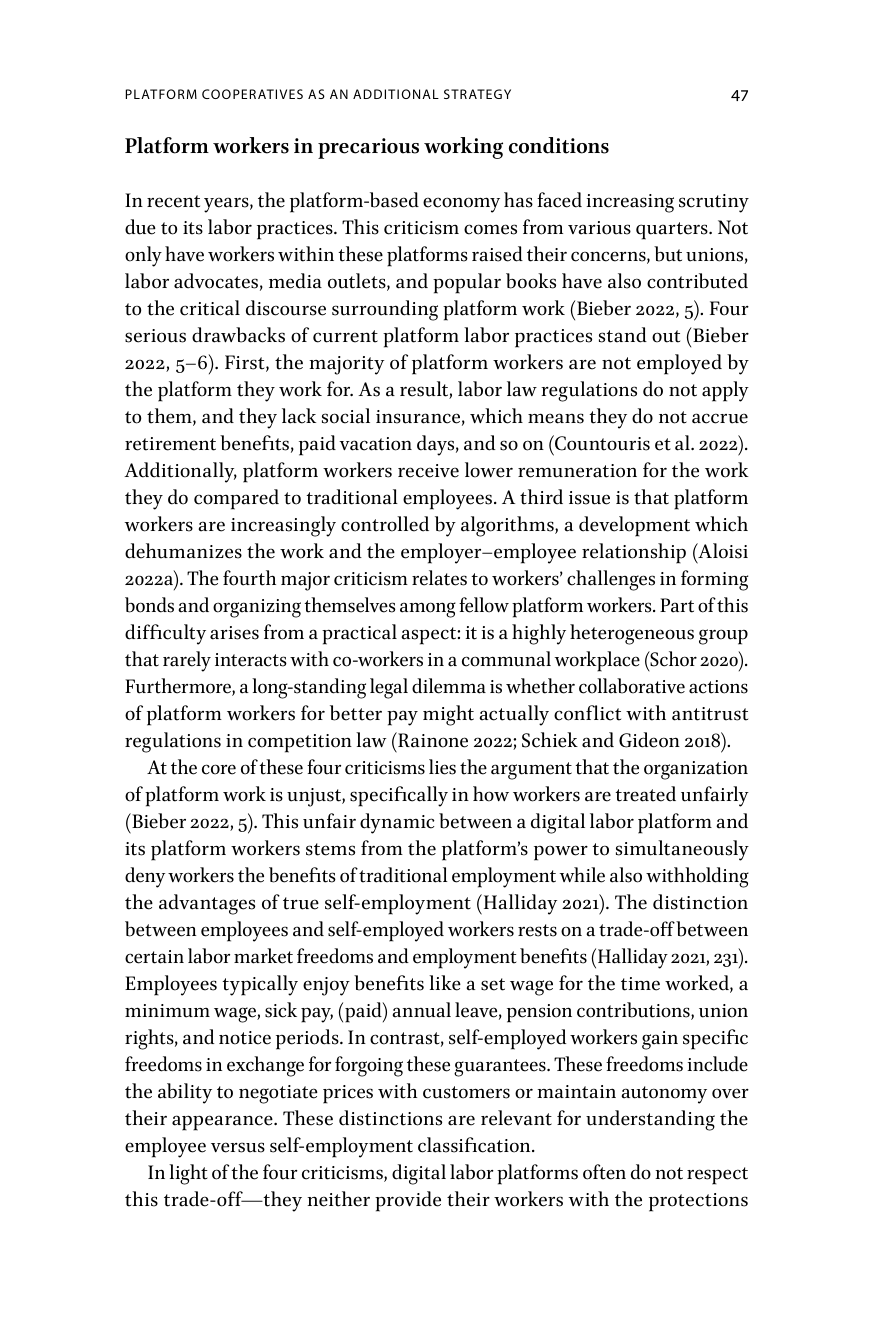 PLATFORM COOPERATIVES AS AN ADDITIONAL STRATEGY 47
Platform workers in precarious working conditions
In recent years, the platform-based economy has faced increasing scrutiny
due to its labor practices. This criticism comes from various quarters. Not
only have workers within these platforms raised their concerns, but unions,
labor advocates, media outlets, and popular books have also contributed
to the critical discourse surrounding platform work (Bieber 2022, 5). Four
serious drawbacks of current platform labor practices stand out (Bieber
2022, 5–6). First, the majority of platform workers are not employed by
the platform they work for. As a result, labor law regulations do not apply
to them, and they lack social insurance, which means they do not accrue
retirement benefits, paid vacation days, and so on (Countouris et al. 2022).
Additionally, platform workers receive lower remuneration for the work
they do compared to traditional employees. A third issue is that platform
workers are increasingly controlled by algorithms, a development which
dehumanizes the work and the employer–employee relationship (Aloisi
2022a). The fourth major criticism relates to workers’ challenges in forming
bonds and organizing themselves among fellow platform workers. Part of this
difficulty arises from a practical aspect: it is a highly heterogeneous group
that rarely interacts with co-workers in a communal workplace (Schor 2020).
Furthermore, a long-standing legal dilemma is whether collaborative actions
of platform workers for better pay might actually conflict with antitrust
regulations in competition law (Rainone 2022; Schiek and Gideon 2018).
At the core of these four criticisms lies the argument that the organization
of platform work is unjust, specifically in how workers are treated unfairly
(Bieber 2022, 5). This unfair dynamic between a digital labor platform and
its platform workers stems from the platform’s power to simultaneously
deny workers the benefits of traditional employment while also withholding
the advantages of true self-employment (Halliday 2021). The distinction
between employees and self-employed workers rests on a trade-off between
certain labor market freedoms and employment benefits (Halliday 2021, 231).
Employees typically enjoy benefits like a set wage for the time worked, a
minimum wage, sick pay, (paid) annual leave, pension contributions, union
rights, and notice periods. In contrast, self-employed workers gain specific
freedoms in exchange for forgoing these guarantees. These freedoms include
the ability to negotiate prices with customers or maintain autonomy over
their appearance. These distinctions are relevant for understanding the
employee versus self-employment classification.
In light of the four criticisms, digital labor platforms often do not respect
this trade-off—they neither provide their workers with the protections